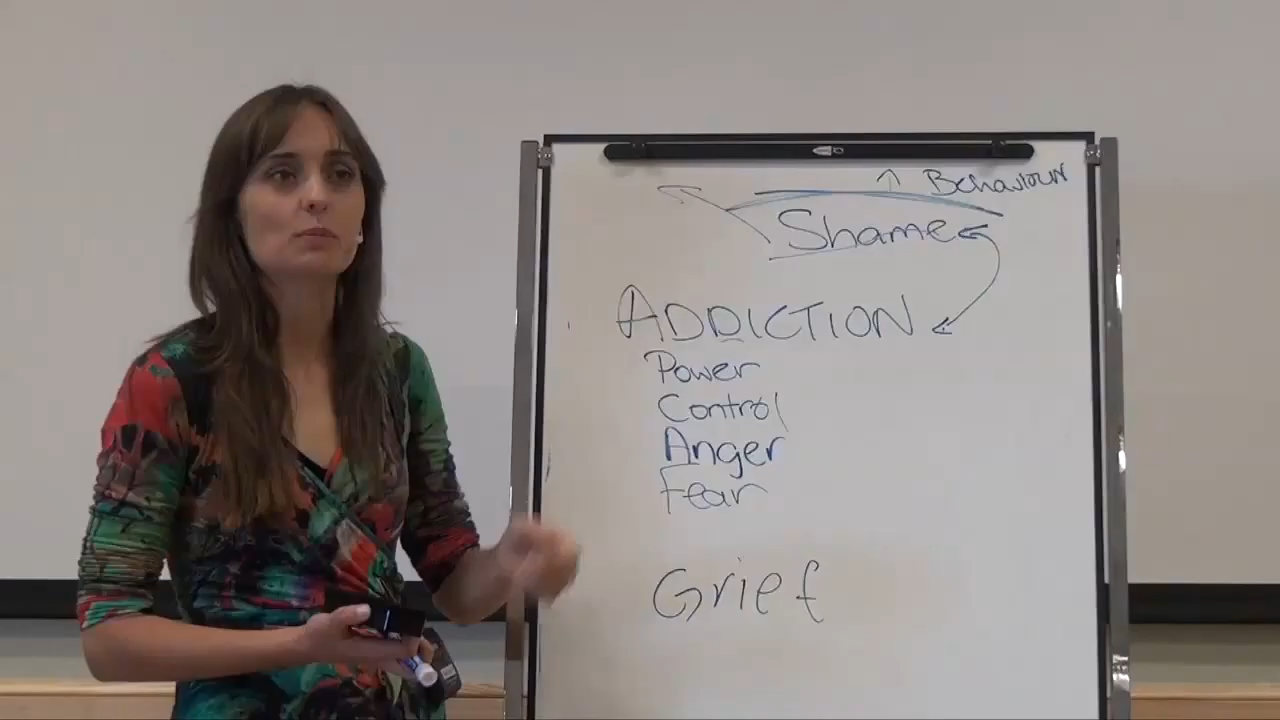 Behaviour
Shame
ADDICTION
Power
Control
Anger
Fear
Grief